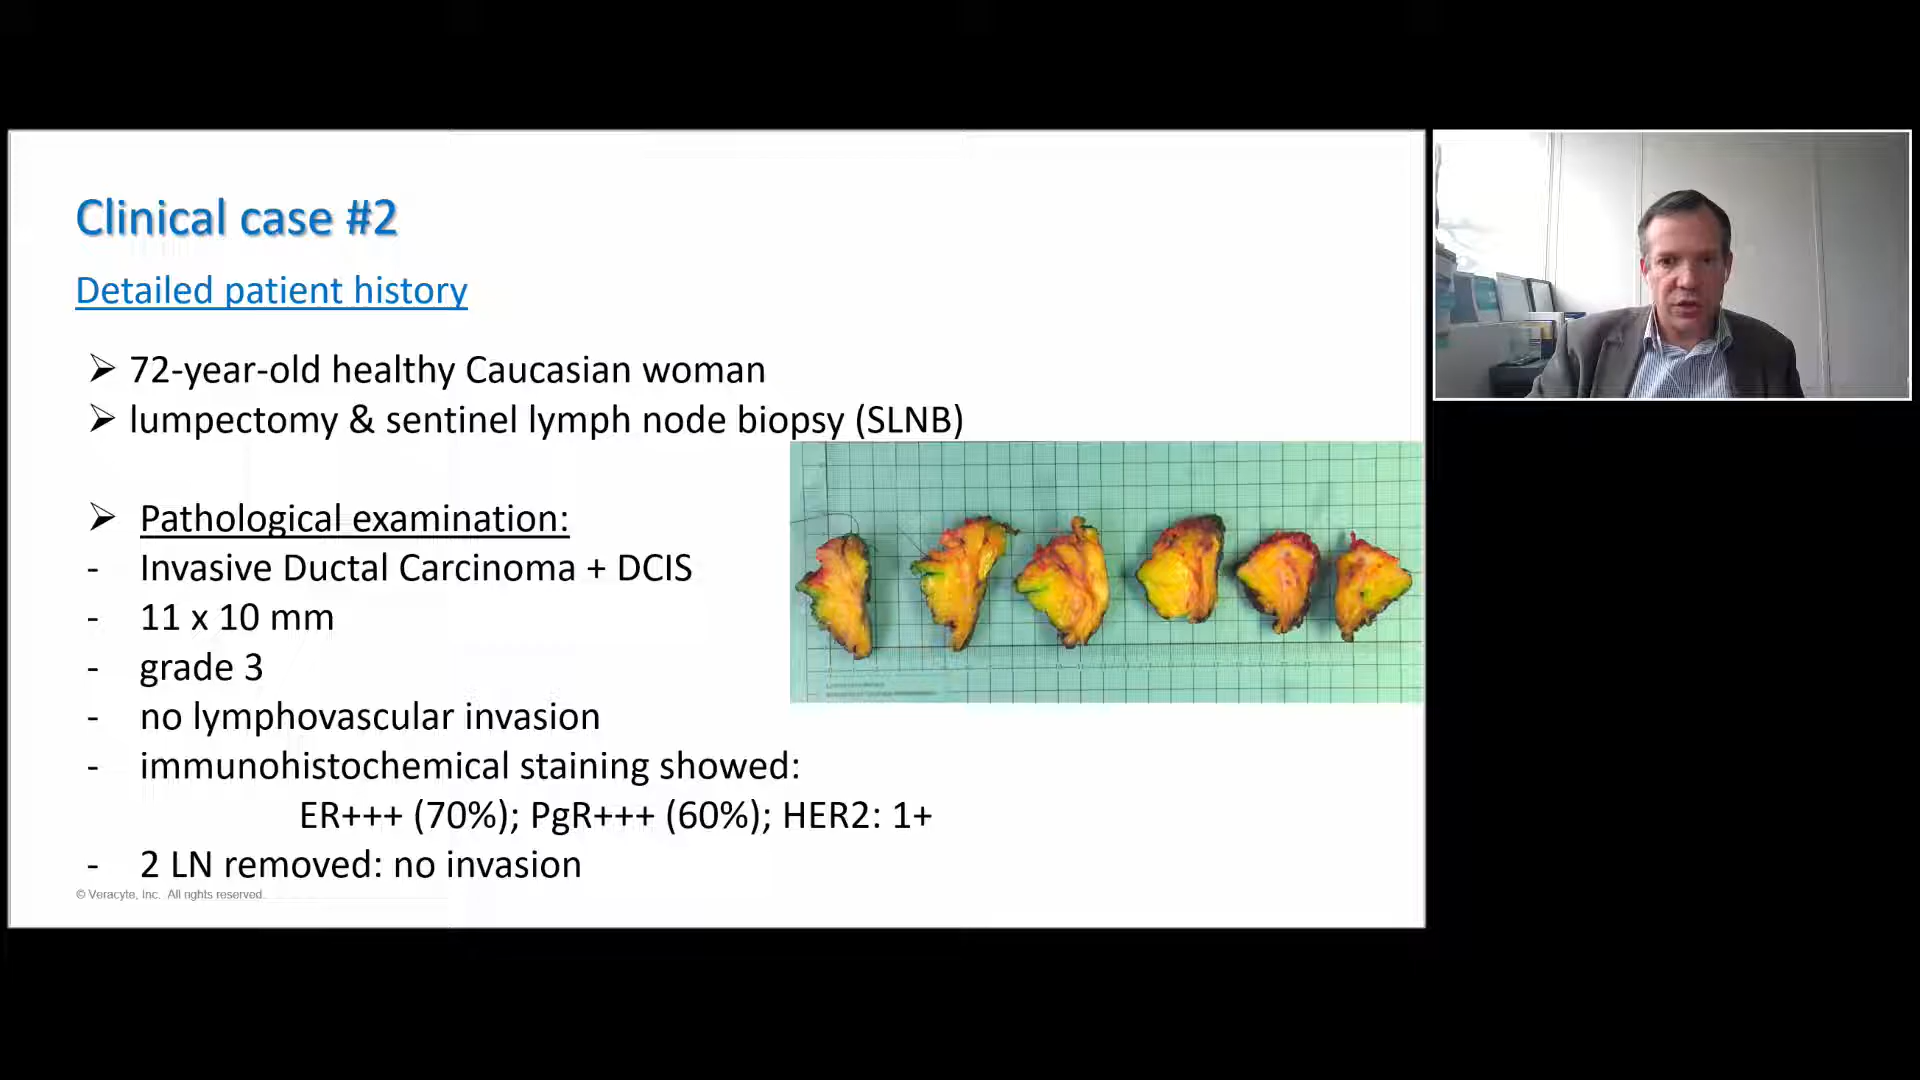 Clinical case #2
Detailed patient history
➢ 72-year-old healthy Caucasian woman
➢ lumpectomy & sentinel lymph node biopsy (SLNB)
➢ Pathological examination:
- Invasive Ductal Carcinoma + DCIS
- 11 x 10 mm
- grade 3
- no lymphovascular invasion
- immunohistochemical staining showed:
ER+++ (70%); PgR+++ (60%); HER2: 1+
- 2 LN removed: no invasion
© Veracyte, Inc. All rights reserved.